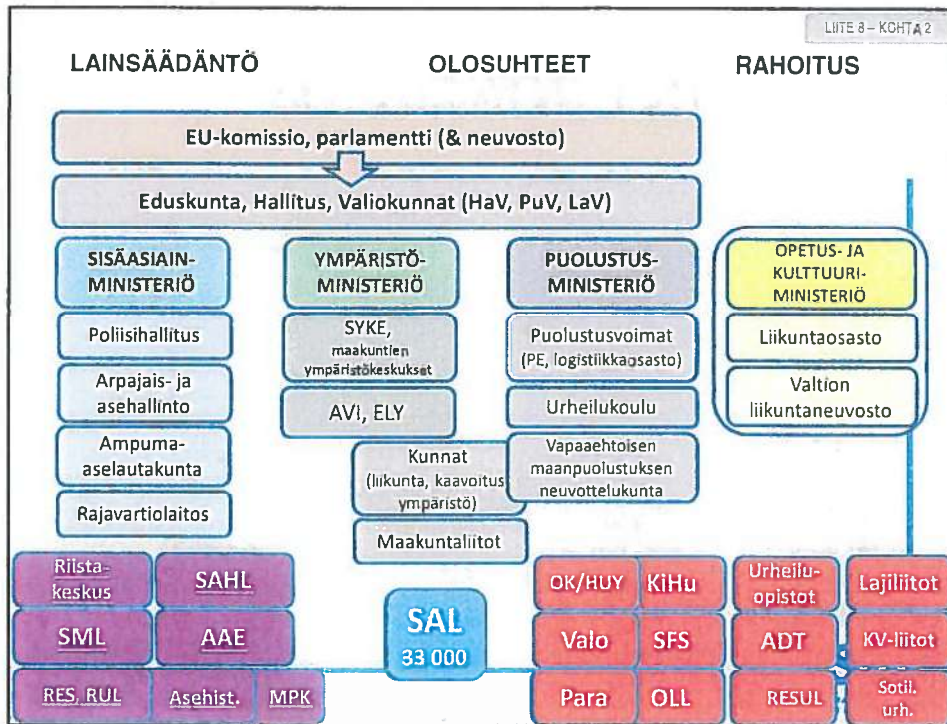 LIITE 8 – KOHTA 2
LAINSÄÄDÄNTÖ
OLOSUHTEET
RAHOITUS
EU-komissio, parlamentti (& neuvosto)
Eduskunta, Hallitus, Valiokunnat (HaV, PuV, LaV)
SISÄASIAIN-
MINISTERIÖ
Poliisihallitus
Arpajais- ja
asehallinto
Ampuma-
aselautakunta
Rajavartiolaitos
YMPÄRISTÖ-
MINISTERIÖ
SYKE,
maakuntien
ympäristökeskukset
AVI, ELY
Kunnat
(liikunta, kaavoitus
ympäristö)
Maakuntaliitot
PUOLUSTUS-
MINISTERIÖ
Puolustusvoimat
(PE, logistiikkaosasto)
Urheilukoulu
Vapaaehtoisen
maanpuolustuksen
neuvottelukunta
OPETUS- JA
KULTTUURI-
MINISTERIÖ
Liikuntaosasto
Valtion
liikuntaneuvosto
Riista-
keskus
SAHL
SML
AAE
RES, RUL
Asehist.
MPK
SAL
33 000
OK/HUY
KiHu
Urheilu-
opistot
Lajiliitot
Valo
SFS
ADT
KV-liitot
Para
OLL
RESUL
Sotil.
urh.